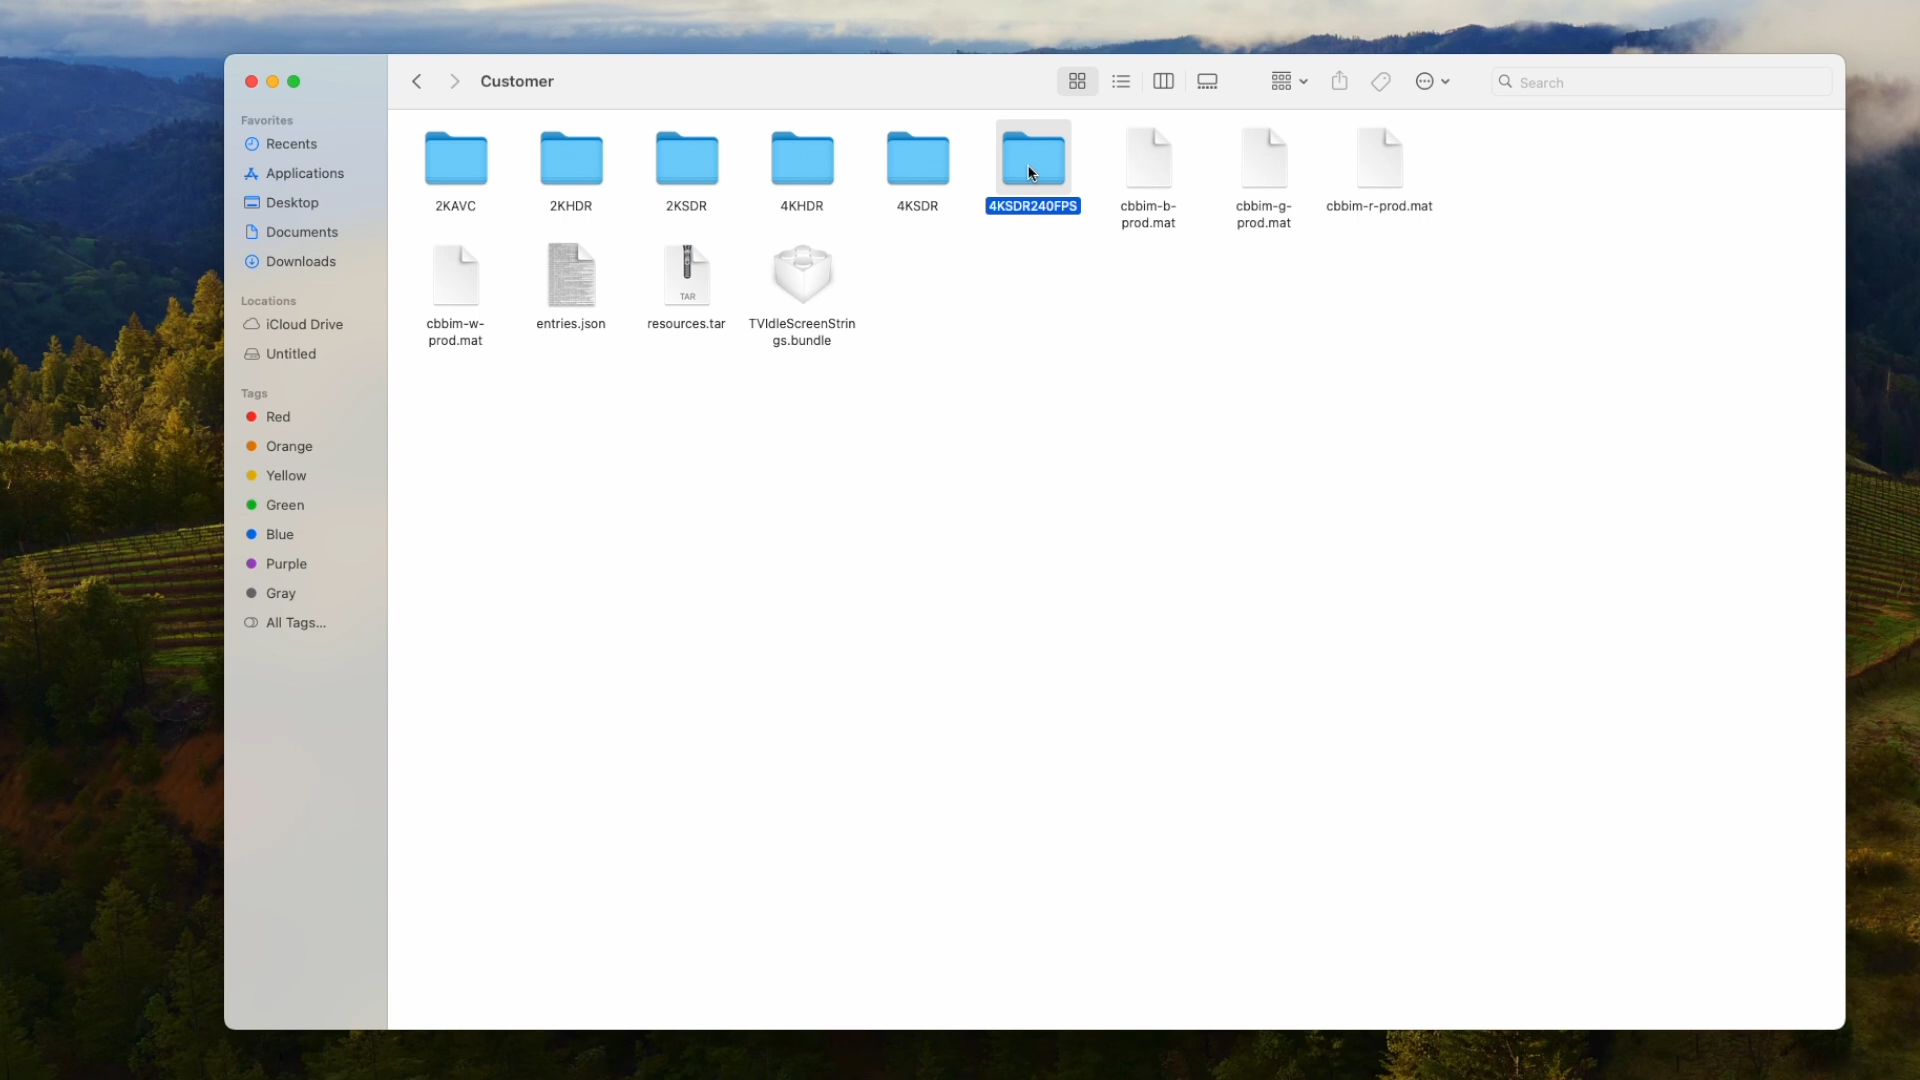 Customer
Search
Favorites
Recents
Applications
Desktop
Documents
Downloads
Locations
iCloud Drive
Untitled
Tags
Red
Orange
Yellow
Green
Blue
Purple
Gray
All Tags...
2KAVC
2KHDR
2KSDR
4KHDR
4KSDR
4KSDR240FPS
cbbim-b-
prod.mat
cbbim-g-
prod.mat
cbbim-r-prod.mat
cbbim-w-
prod.mat
entries.json
TAR
resources.tar
TVIdleScreenStrin
gs.bundle